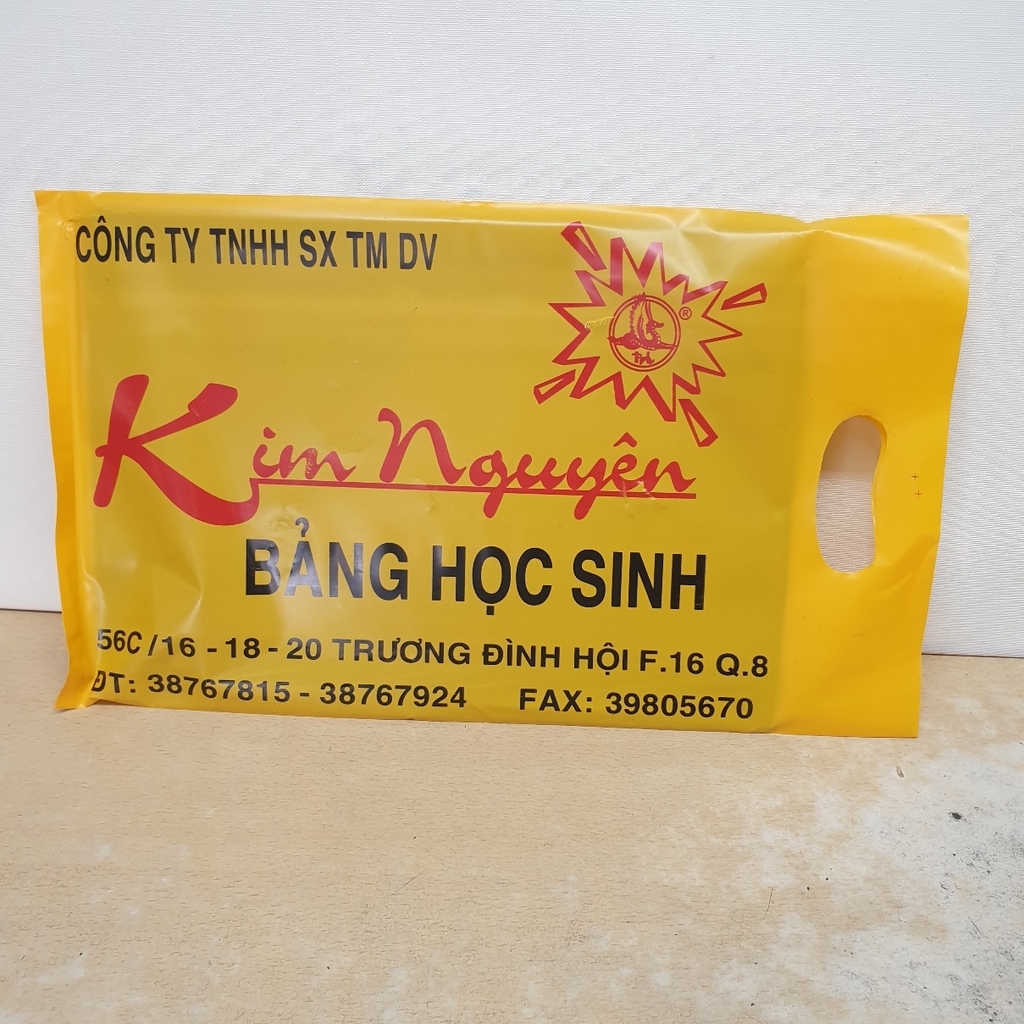 CÔNG TY TNHH SX TM DV
®
Kim Nguyên
BẢNG HỌC SINH
56C / 16 - 18 - 20 TRƯƠNG ĐÌNH HỘI F.16 Q.8
ĐT: 38767815 - 38767924 FAX: 39805670